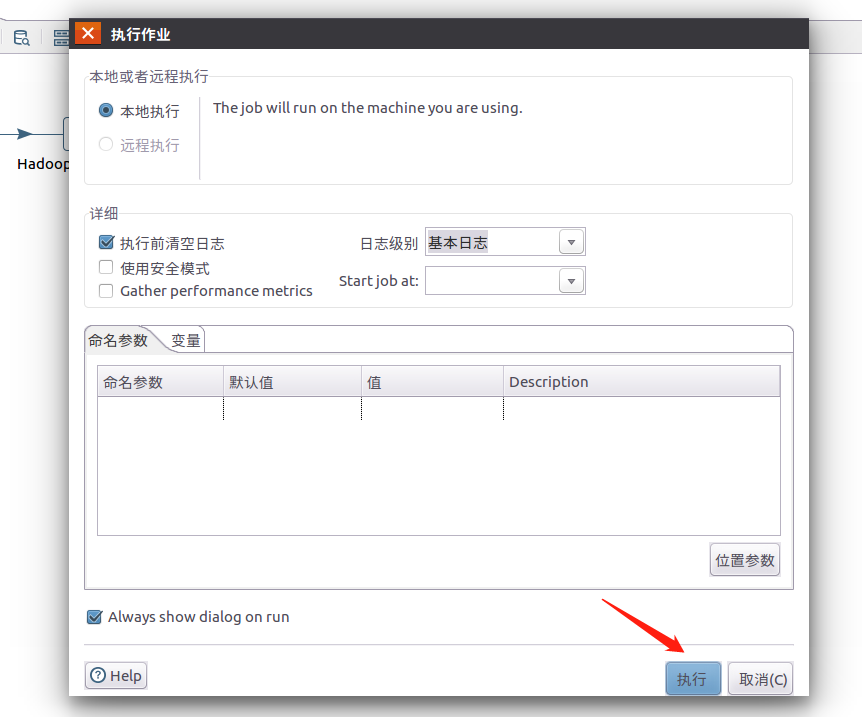 执行作业
本地或者远程执行
本地执行
The job will run on the machine you are using.
远程执行
Hadoop
详细
执行前清空日志
日志级别 基本日志
使用安全模式
Start job at:
Gather performance metrics
命名参数 变量
命名参数 默认值 值 Description
位置参数
Always show dialog on run
Help 执行 取消(C)